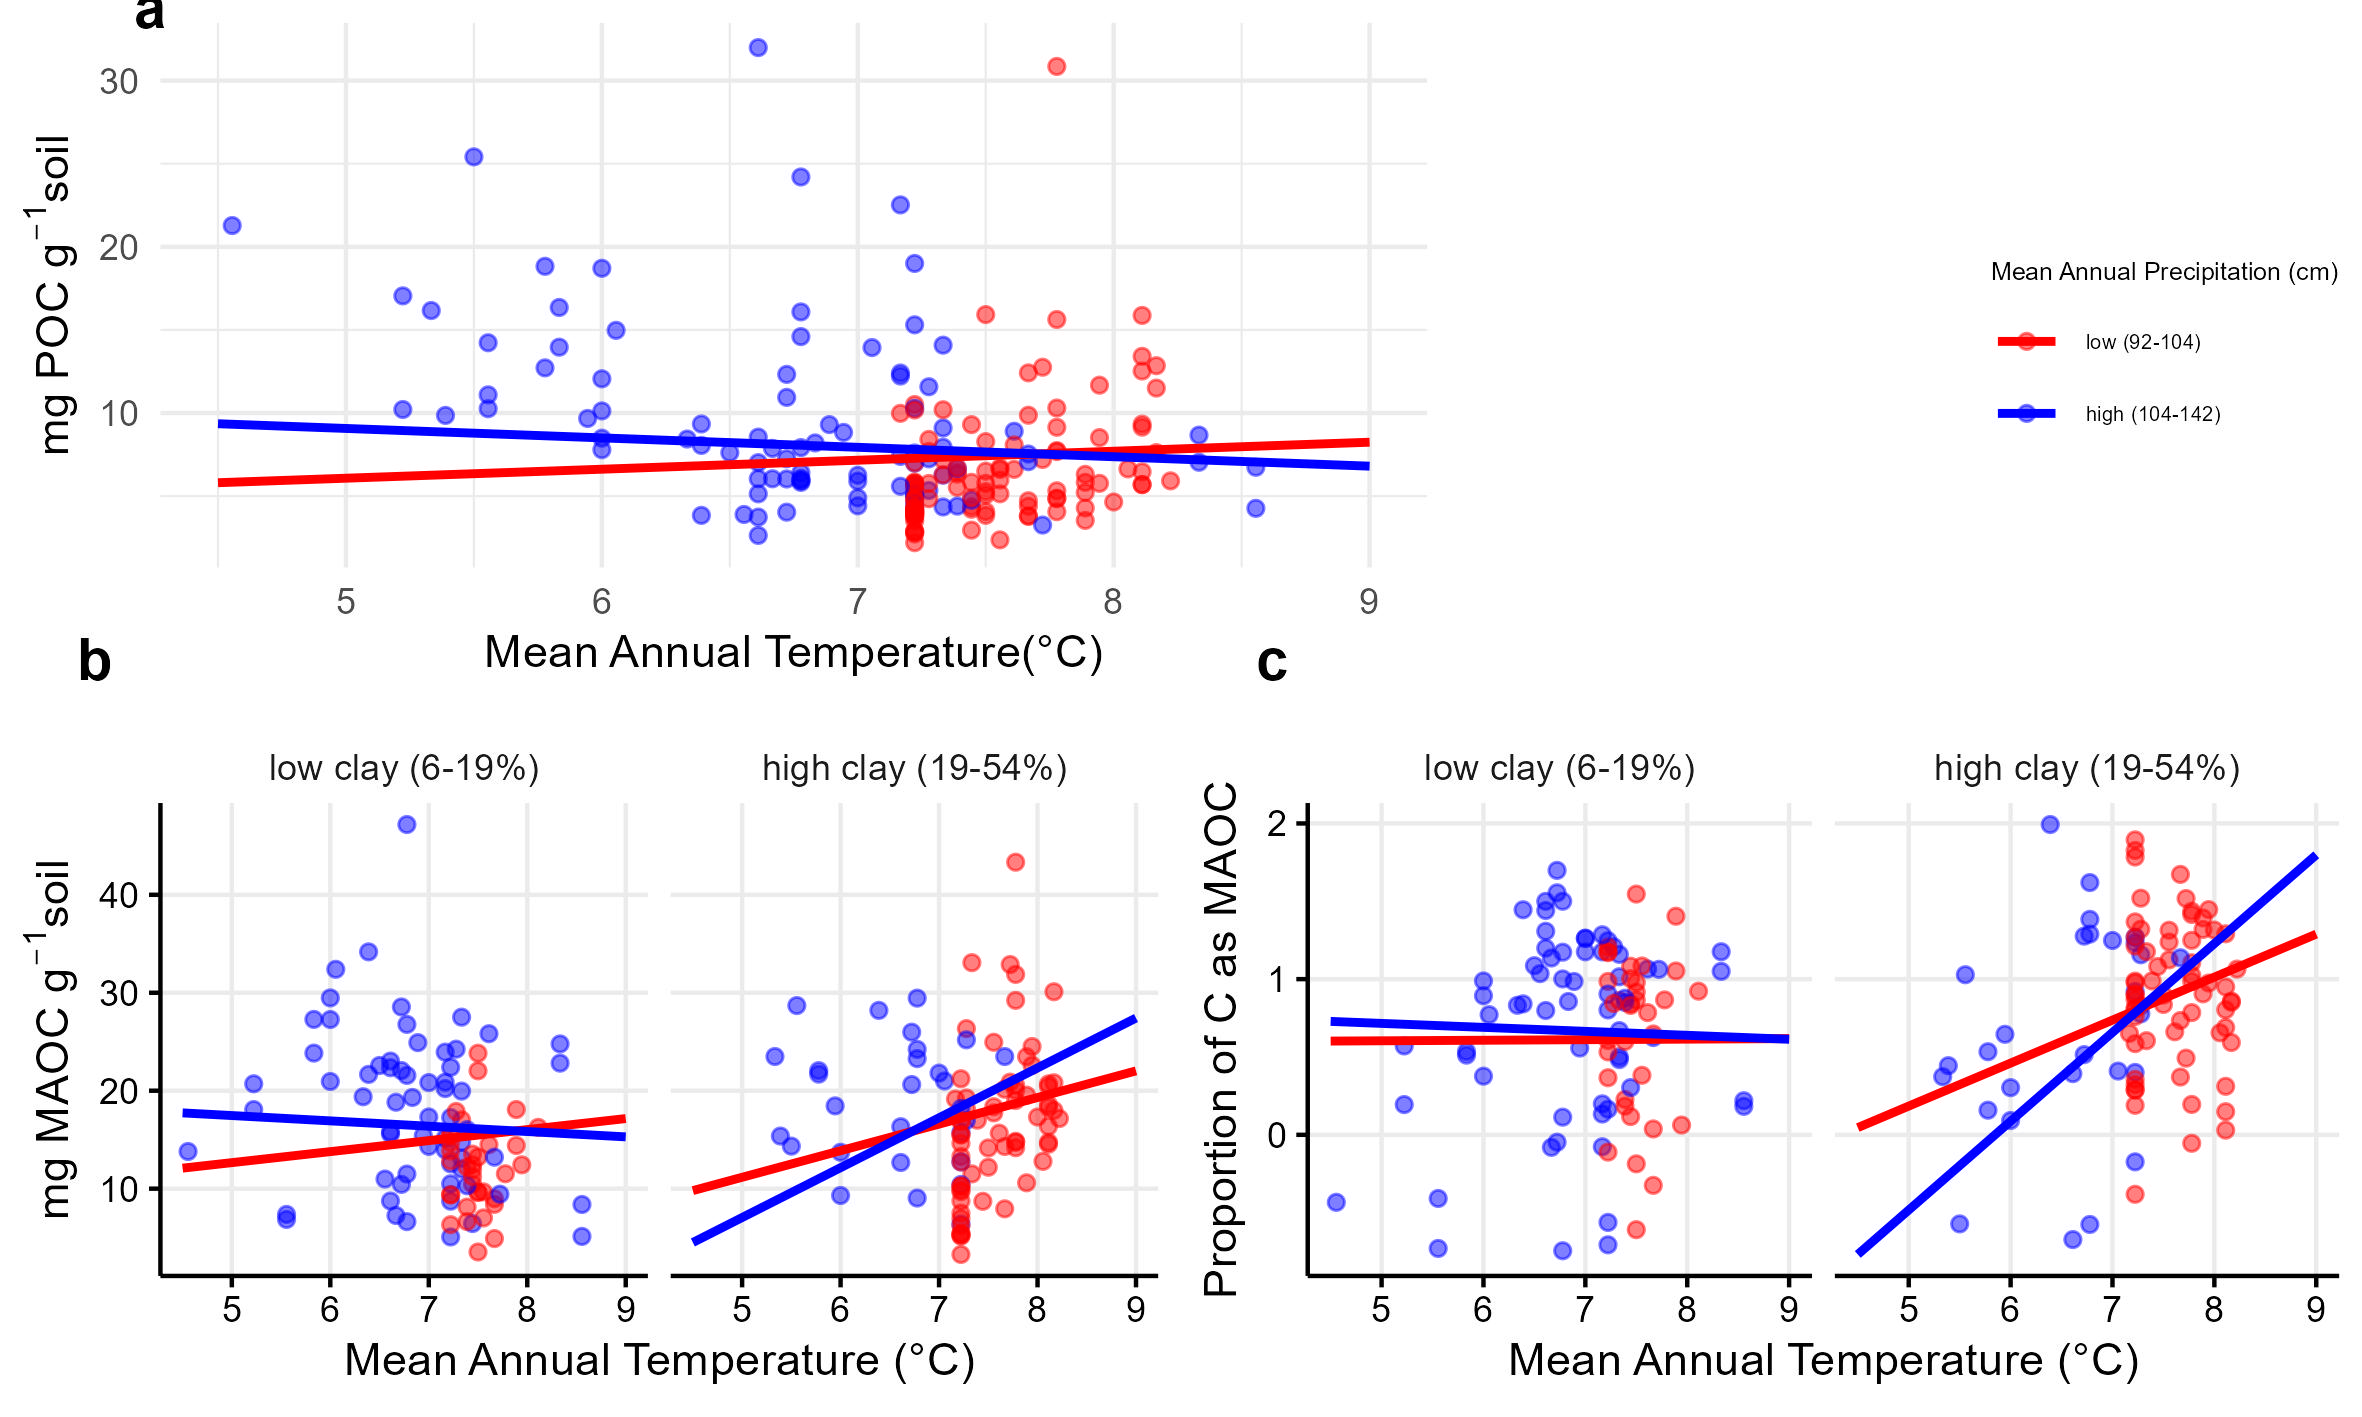 a
30
20
10
mg POC g⁻¹soil
5 6 7 8 9
Mean Annual Temperature(°C)
Mean Annual Precipitation (cm)
low (92-104)
high (104-142)
b
low clay (6-19%) high clay (19-54%)
40
30
20
10
mg MAOC g⁻¹soil
5 6 7 8 9 5 6 7 8 9
Mean Annual Temperature (°C)
c
low clay (6-19%) high clay (19-54%)
2
1
0
Proportion of C as MAOC
5 6 7 8 9 5 6 7 8 9
Mean Annual Temperature (°C)